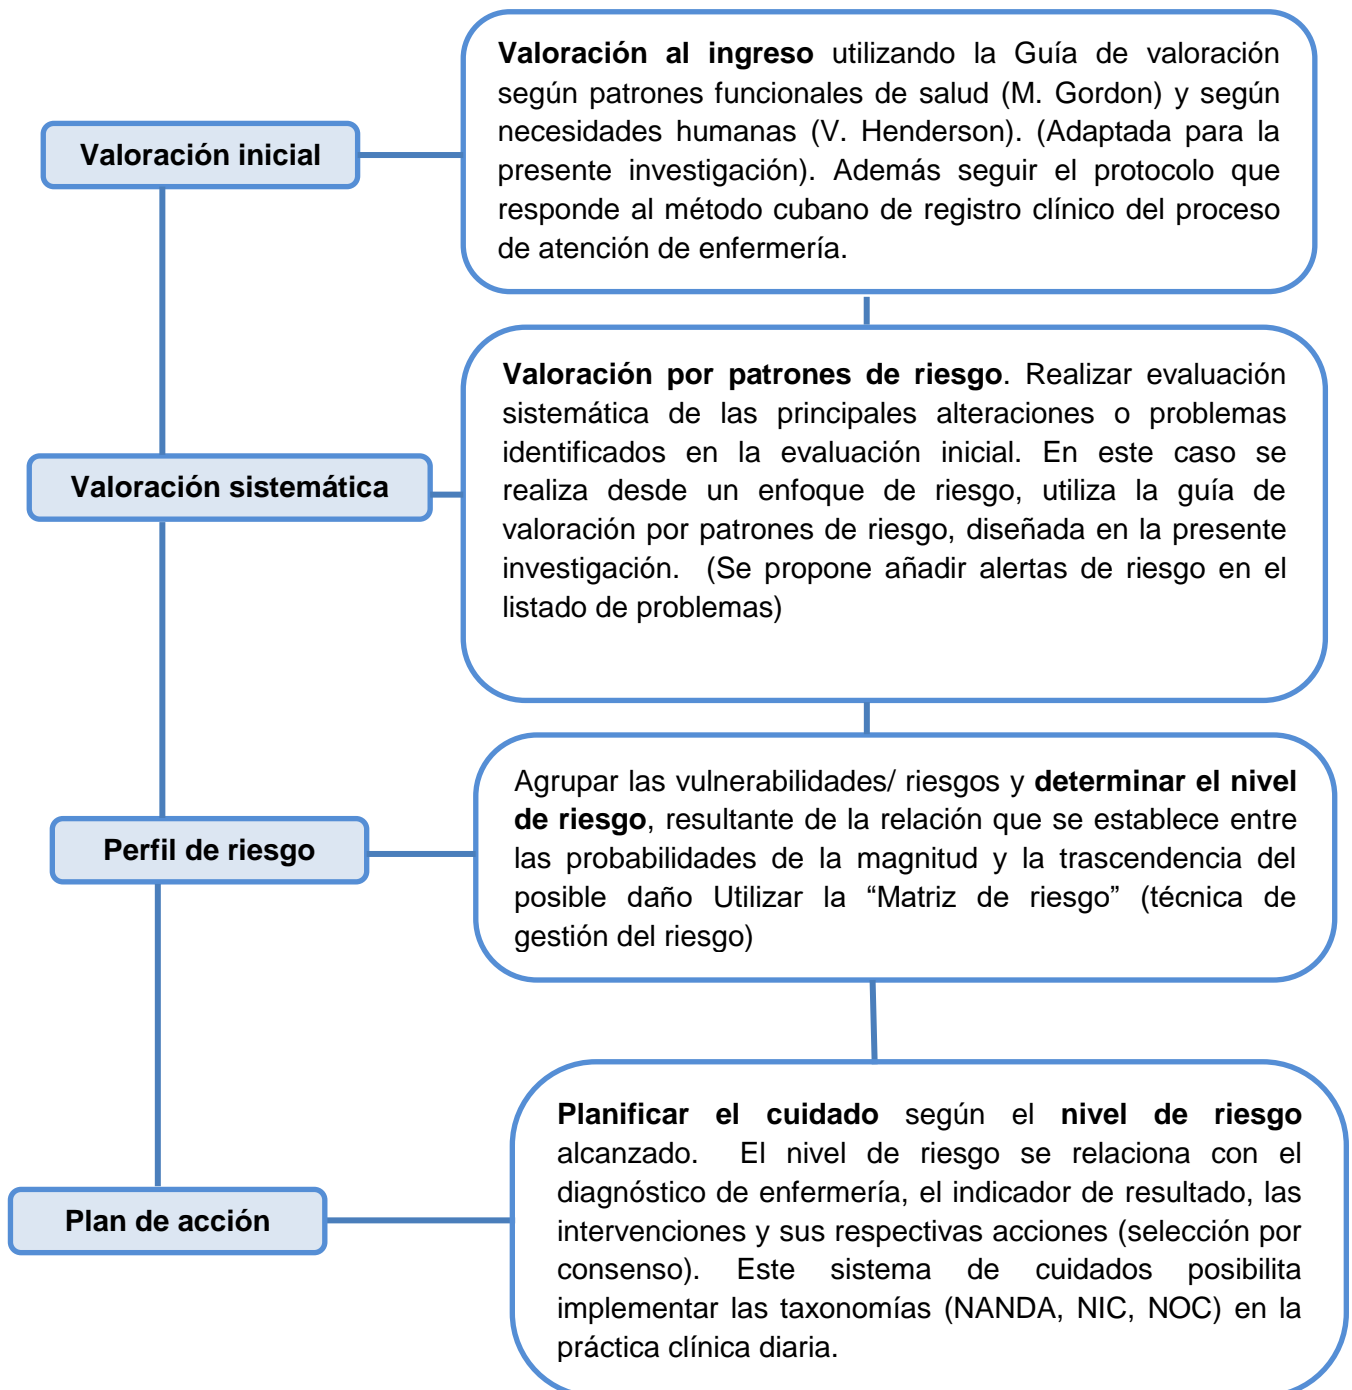 Valoración inicial
Valoración al ingreso utilizando la Guía de valoración
según patrones funcionales de salud (M. Gordon) y según
necesidades humanas (V. Henderson). (Adaptada para la
presente investigación). Además seguir el protocolo que
responde al método cubano de registro clínico del proceso
de atención de enfermería.
Valoración sistemática
Valoración por patrones de riesgo. Realizar evaluación
sistemática de las principales alteraciones o problemas
identificados en la evaluación inicial. En este caso se
realiza desde un enfoque de riesgo, utiliza la guía de
valoración por patrones de riesgo, diseñada en la presente
investigación. (Se propone añadir alertas de riesgo en el
listado de problemas)
Perfil de riesgo
Agrupar las vulnerabilidades/ riesgos y determinar el nivel
de riesgo, resultante de la relación que se establece entre
las probabilidades de la magnitud y la trascendencia del
posible daño Utilizar la “Matriz de riesgo” (técnica de
gestión del riesgo)
Plan de acción
Planificar el cuidado según el nivel de riesgo
alcanzado. El nivel de riesgo se relaciona con el
diagnóstico de enfermería, el indicador de resultado, las
intervenciones y sus respectivas acciones (selección por
consenso). Este sistema de cuidados posibilita
implementar las taxonomías (NANDA, NIC, NOC) en la
práctica clínica diaria.